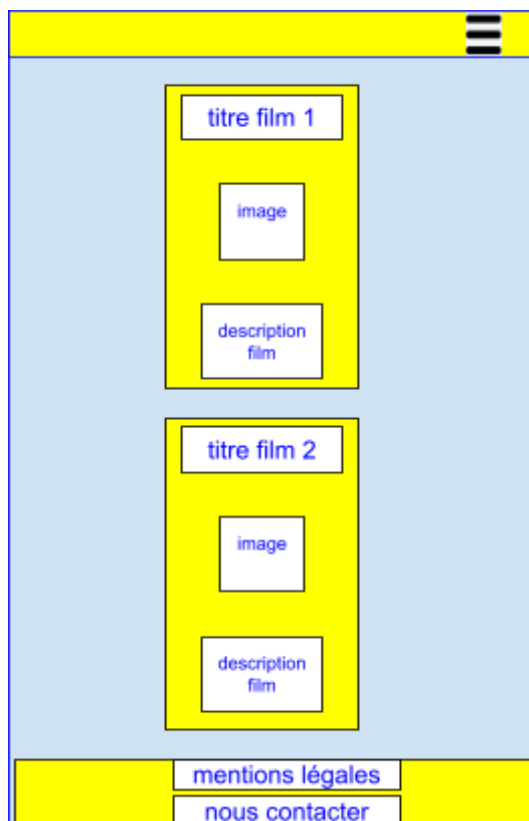 titre film 1
image
description
film
titre film 2
image
description
film
mentions légales
nous contacter